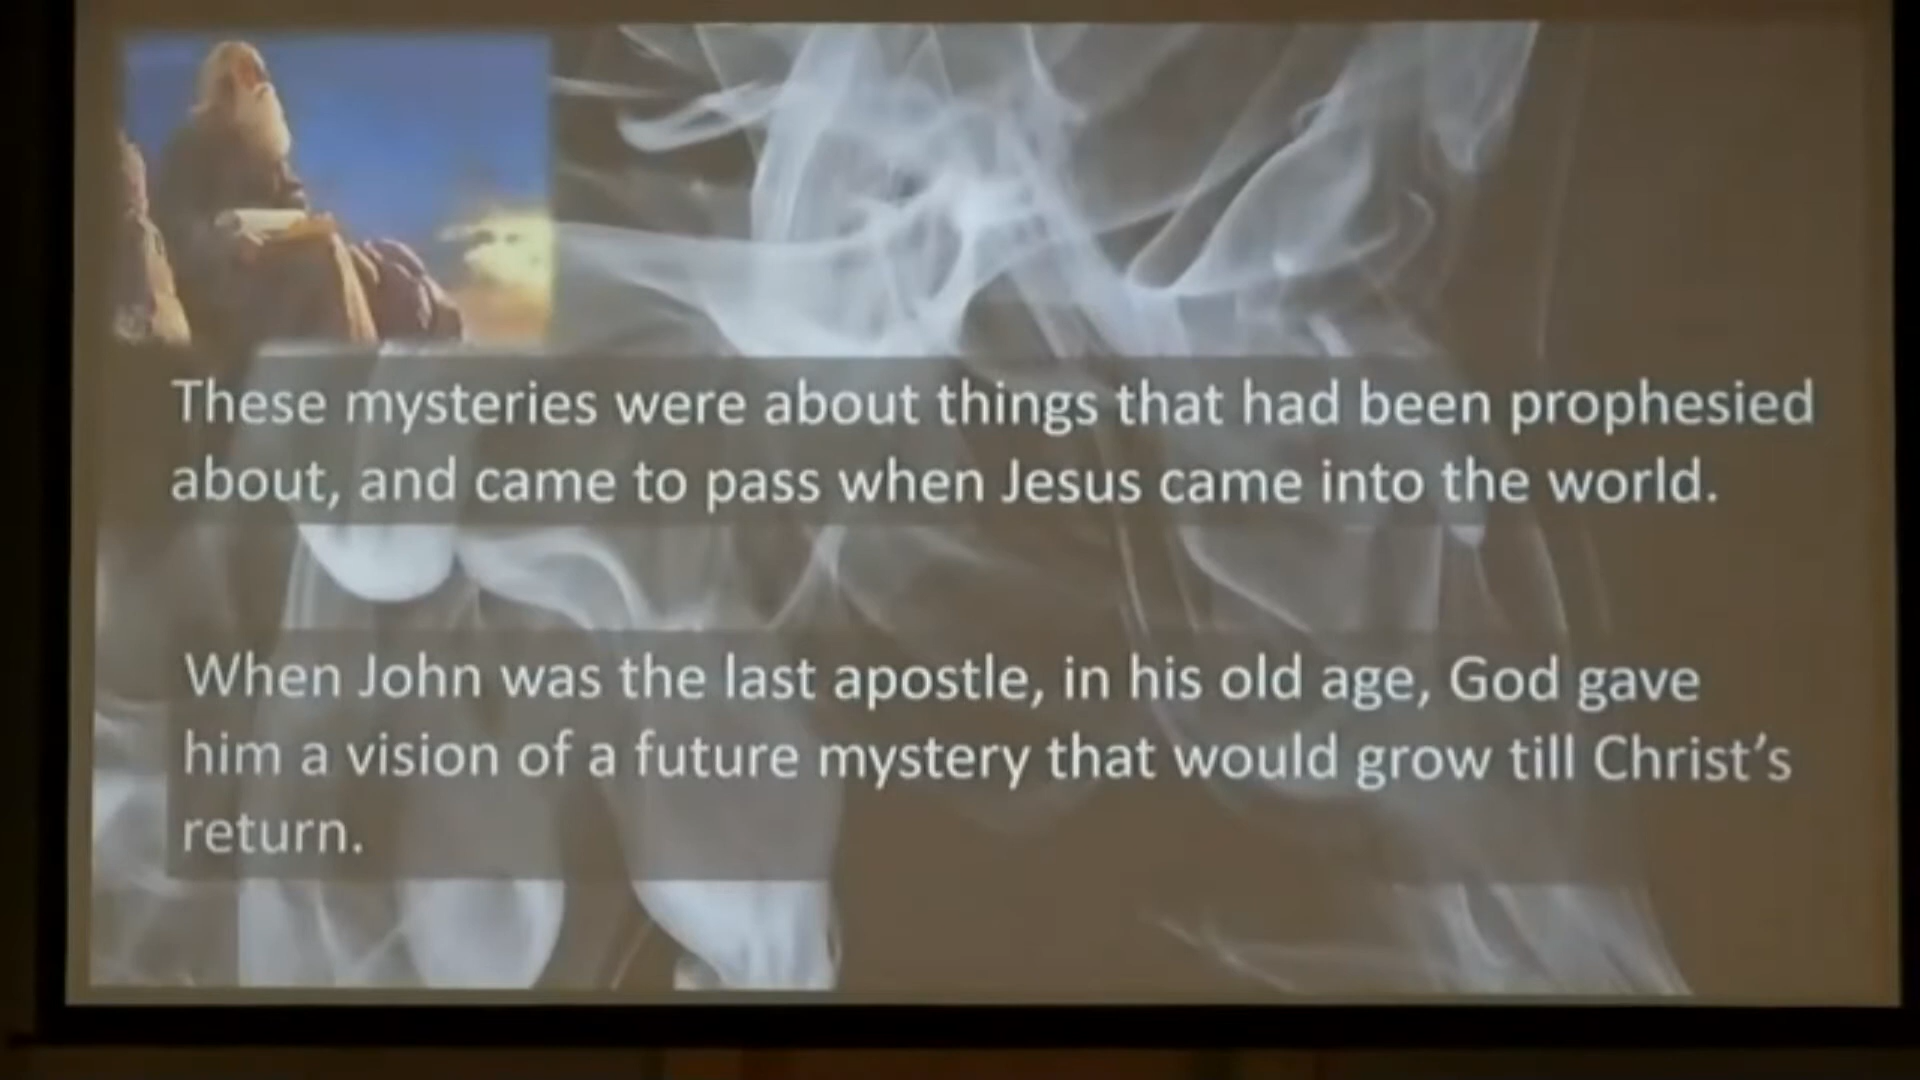 These mysteries were about things that had been prophesied
about, and came to pass when Jesus came into the world.
When John was the last apostle, in his old age, God gave
him a vision of a future mystery that would grow till Christ's
return.